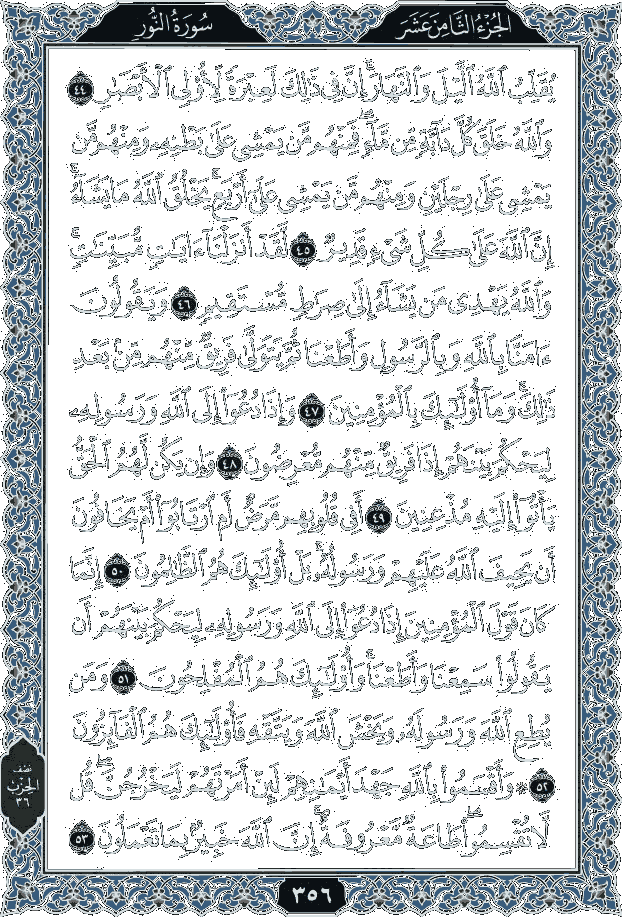 الجزء الثامن عشر
سورة النور
يُقَلِّبُ ٱللَّهُ ٱلَّيْلَ وَٱلنَّهَارَ ۚ إِنَّ فِى ذَٰلِكَ لَعِبْرَةً لِّأُو۟لِى ٱلْأَبْصَٰرِ ٤٤
وَٱللَّهُ خَلَقَ كُلَّ دَآبَّةٍ مِّن مَّآءٍ ۖ فَمِنْهُم مَّن يَمْشِى عَلَىٰ بَطْنِهِۦ وَمِنْهُم مَّن
يَمْشِى عَلَىٰ رِجْلَيْنِ وَمِنْهُم مَّن يَمْشِى عَلَىٰٓ أَرْبَعٍ ۚ يَخْلُقُ ٱللَّهُ مَا يَشَآءُ ۚ
إِنَّ ٱللَّهَ عَلَىٰ كُلِّ شَىْءٍ قَدِيرٌ ٤٥ لَّقَدْ أَنزَلْنَآ ءَايَٰتٍ مُّبَيِّنَٰتٍ ۚ
وَٱللَّهُ يَهْدِى مَن يَشَآءُ إِلَىٰ صِرَٰطٍ مُّسْتَقِيمٍ ٤٦ وَيَقُولُونَ
ءَامَنَّا بِٱللَّهِ وَبِٱلرَّسُولِ وَأَطَعْنَا ثُمَّ يَتَوَلَّىٰ فَرِيقٌ مِّنْهُم مِّنۢ بَعْدِ
ذَٰلِكَ ۚ وَمَآ أُو۟لَٰٓئِكَ بِٱلْمُؤْمِنِينَ ٤٧ وَإِذَا دُعُوٓا۟ إِلَى ٱللَّهِ وَرَسُولِهِۦ
لِيَحْكُمَ بَيْنَهُمْ إِذَا فَرِيقٌ مِّنْهُم مُّعْرِضُونَ ٤٨ وَإِن يَكُن لَّهُمُ ٱلْحَقُّ
يَأْتُوٓا۟ إِلَيْهِ مُذْعِنِينَ ٤٩ أَفِى قُلُوبِهِم مَّرَضٌ أَمِ ٱرْتَابُوٓا۟ أَمْ يَخَافُونَ
أَن يَحِيفَ ٱللَّهُ عَلَيْهِمْ وَرَسُولُهُۥ ۚ بَلْ أُو۟لَٰٓئِكَ هُمُ ٱلظَّٰلِمُونَ ٥٠ إِنَّمَا
كَانَ قَوْلَ ٱلْمُؤْمِنِينَ إِذَا دُعُوٓا۟ إِلَى ٱللَّهِ وَرَسُولِهِۦ لِيَحْكُمَ بَيْنَهُمْ أَن
يَقُولُوا۟ سَمِعْنَا وَأَطَعْنَا ۚ وَأُو۟لَٰٓئِكَ هُمُ ٱلْمُفْلِحُونَ ٥١ وَمَن
يُطِعِ ٱللَّهَ وَرَسُولَهُۥ وَيَخْشَ ٱللَّهَ وَيَتَّقْهِ فَأُو۟لَٰٓئِكَ هُمُ ٱلْفَآئِزُونَ
٥٢ ۞ وَأَقْسَمُوا۟ بِٱللَّهِ جَهْدَ أَيْمَٰنِهِمْ لَئِنْ أَمَرْتَهُمْ لَيَخْرُجُنَّ ۖ قُل
لَّا تُقْسِمُوا۟ ۖ طَاعَةٌ مَّعْرُوفَةٌ ۚ إِنَّ ٱللَّهَ خَبِيرٌۢ بِمَا تَعْمَلُونَ ٥٣
نصف
الحزب
٣٦
٣٥٦